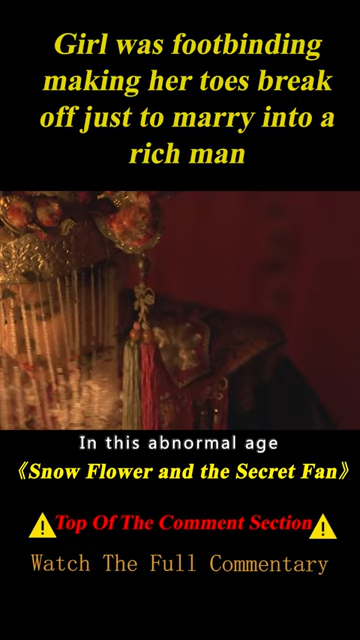 Girl was footbinding
making her toes break
off just to marry into a
rich man
In this abnormal age
《Snow Flower and the Secret Fan》
Top Of The Comment Section
Watch The Full Commentary